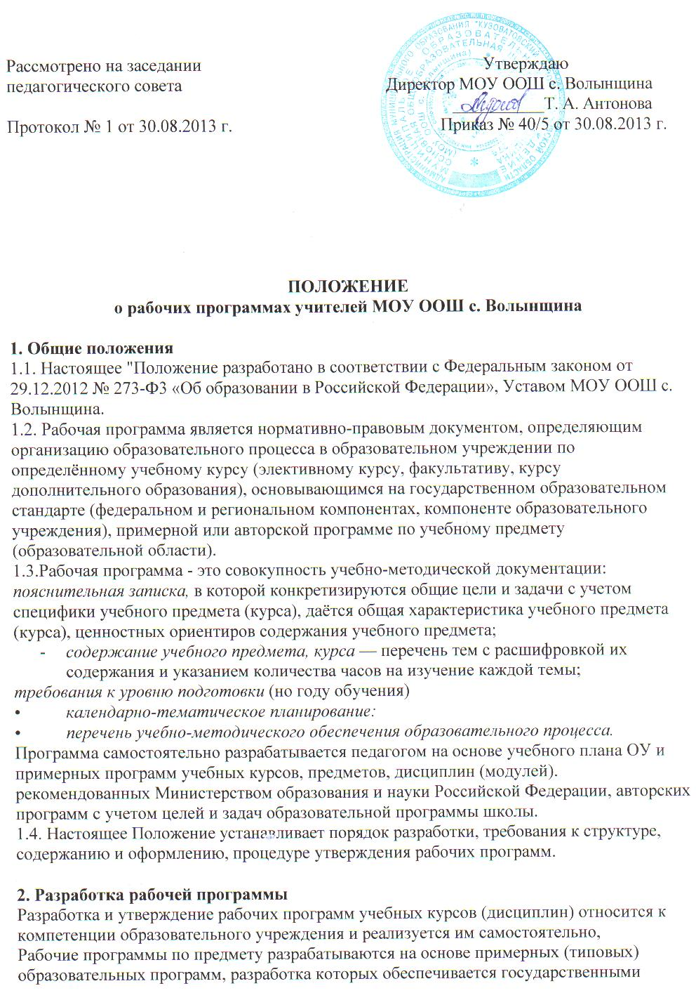 Рассмотрено на заседании
педагогического совета
Протокол № 1 от 30.08.2013 г.
Утверждаю
Директор МОУ ООШ с. Волынщина
Т. А. Антонова
Приказ № 40/5 от 30.08.2013 г.
ПОЛОЖЕНИЕ
о рабочих программах учителей МОУ ООШ с. Волынщина
1. Общие положения
1.1. Настоящее "Положение разработано в соответствии с Федеральным законом от
29.12.2012 № 273-ФЗ «Об образовании в Российской Федерации», Уставом МОУ ООШ с.
Волынщина.
1.2. Рабочая программа является нормативно-правовым документом, определяющим
организацию образовательного процесса в образовательном учреждении по
определённому учебному курсу (элективному курсу, факультативу, курсу
дополнительного образования), основывающимся на государственном образовательном
стандарте (федеральном и региональном компонентах, компоненте образовательного
учреждения), примерной или авторской программе по учебному предмету
(образовательной области).
1.3.Рабочая программа - это совокупность учебно-методической документации:
пояснительная записка, в которой конкретизируются общие цели и задачи с учетом
специфики учебного предмета (курса), даётся общая характеристика учебного предмета
(курса), ценностных ориентиров содержания учебного предмета;
- содержание учебного предмета, курса — перечень тем с расшифровкой их
содержания и указанием количества часов на изучение каждой темы;
требования к уровню подготовки (но году обучения)
• календарно-тематическое планирование:
• перечень учебно-методического обеспечения образовательного процесса.
Программа самостоятельно разрабатывается педагогом на основе учебного плана ОУ и
примерных программ учебных курсов, предметов, дисциплин (модулей).
рекомендованных Министерством образования и науки Российской Федерации, авторских
программ с учетом целей и задач образовательной программы школы.
1.4. Настоящее Положение устанавливает порядок разработки, требования к структуре,
содержанию и оформлению, процедуре утверждения рабочих программ.
2. Разработка рабочей программы
Разработка и утверждение рабочих программ учебных курсов (дисциплин) относится к
компетенции образовательного учреждения и реализуется им самостоятельно,
Рабочие программы по предмету разрабатываются на основе примерных (типовых)
образовательных программ, разработка которых обеспечивается государственными